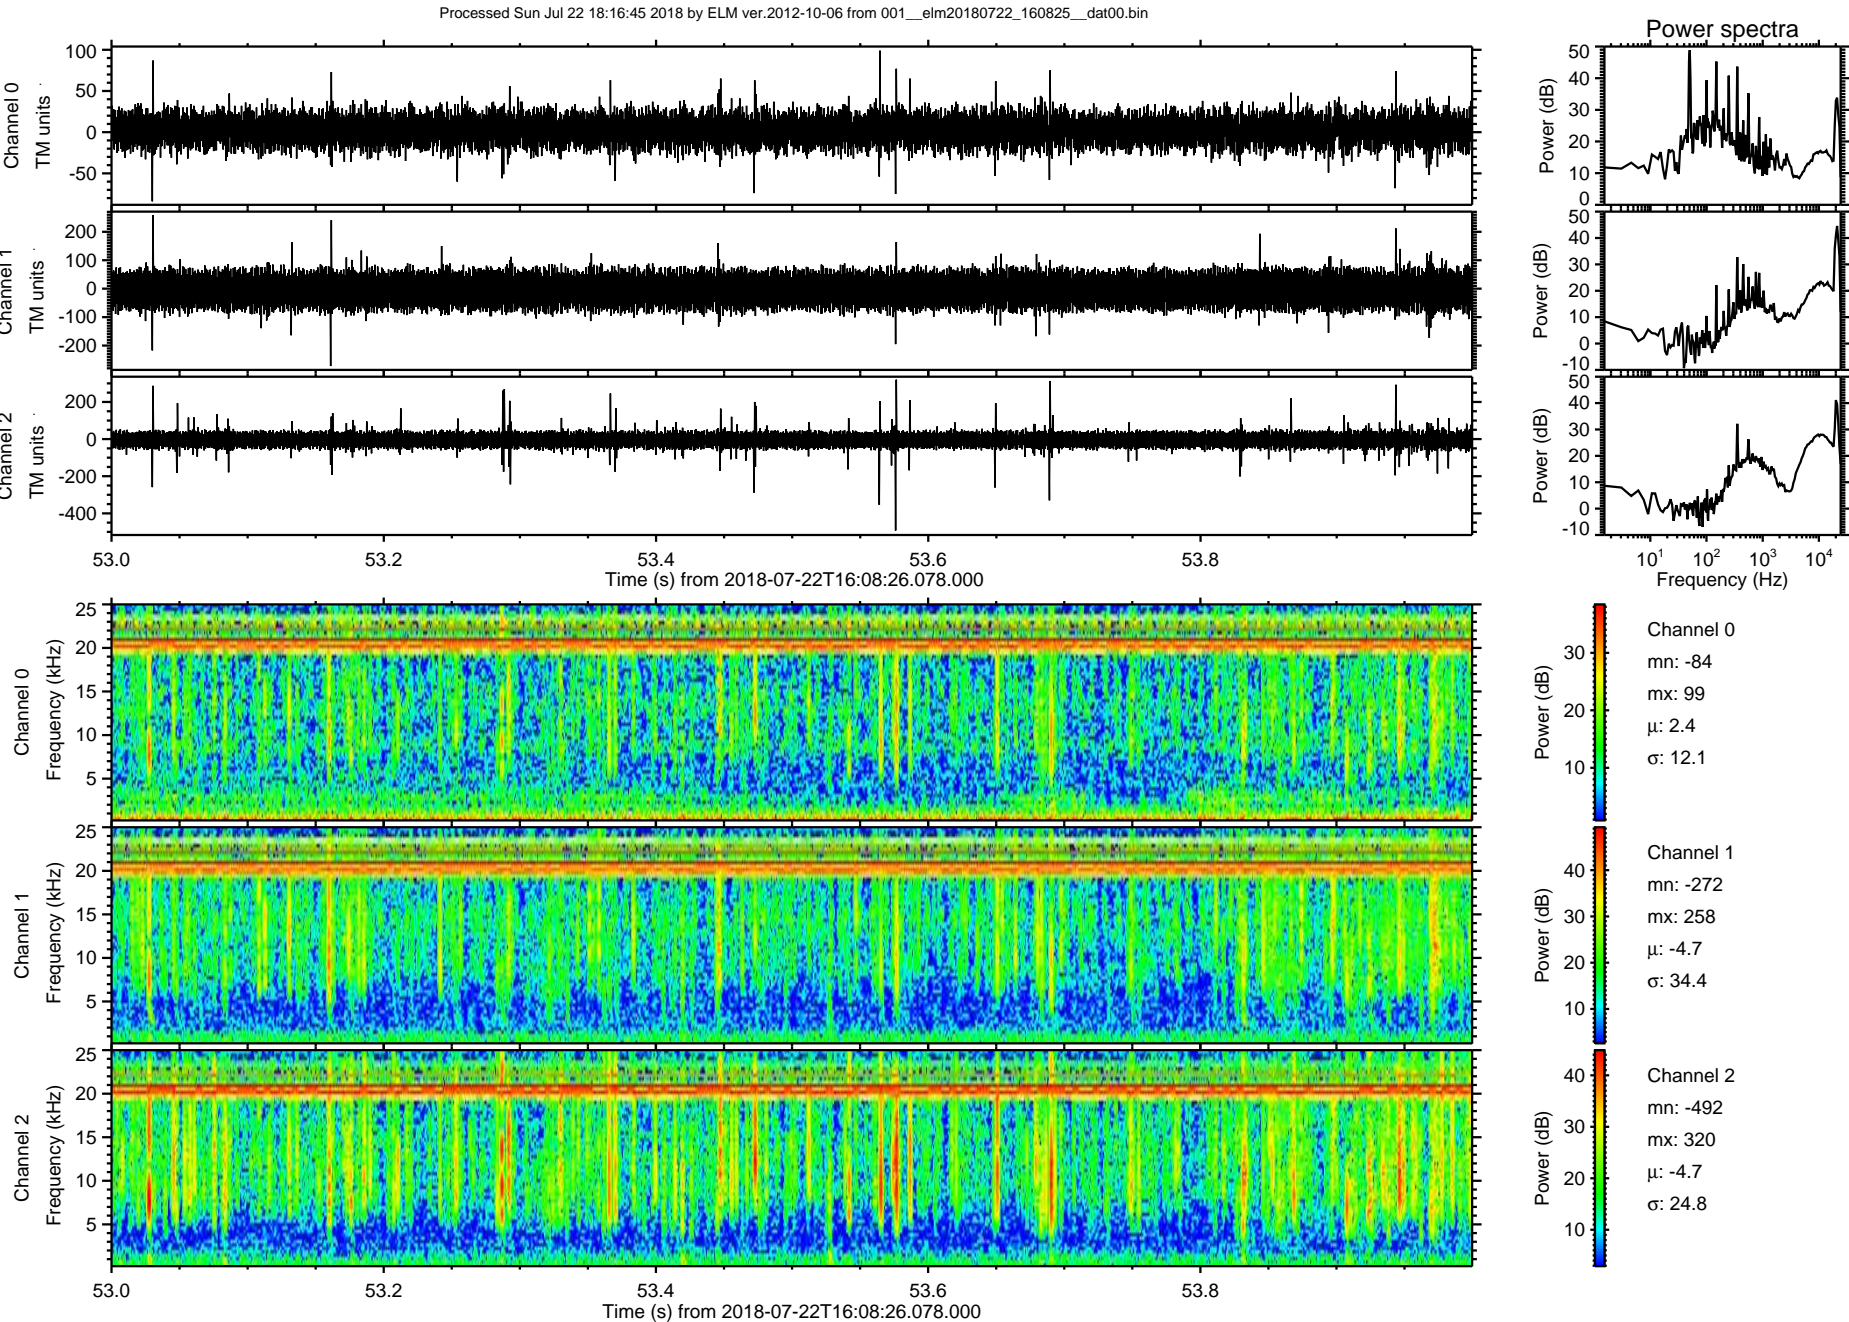 Processed Sun Jul 22 18:16:45 2018 by ELM ver.2012-10-06 from 001__elm20180722_160825__dat00.bin
Power spectra
Channel 0
TM units
100
50
0
-50
Power (dB)
50
40
30
20
10
0
Channel 1
TM units
200
100
0
-100
-200
Power (dB)
50
40
30
20
10
0
-10
Channel 2
TM units
200
0
-200
-400
Power (dB)
50
40
30
20
10
0
-10
53.0 53.2 53.4 53.6 53.8
Time (s) from 2018-07-22T16:08:26.078.000
10^1 10^2 10^3 10^4
Frequency (Hz)
Channel 0
Frequency (kHz)
25
20
15
10
5
Power (dB)
30
20
10
Channel 0
mn: -84
mx: 99
μ: 2.4
σ: 12.1
Channel 1
Frequency (kHz)
25
20
15
10
5
Power (dB)
40
30
20
10
Channel 1
mn: -272
mx: 258
μ: -4.7
σ: 34.4
Channel 2
Frequency (kHz)
25
20
15
10
5
Power (dB)
40
30
20
10
Channel 2
mn: -492
mx: 320
μ: -4.7
σ: 24.8
53.0 53.2 53.4 53.6 53.8
Time (s) from 2018-07-22T16:08:26.078.000